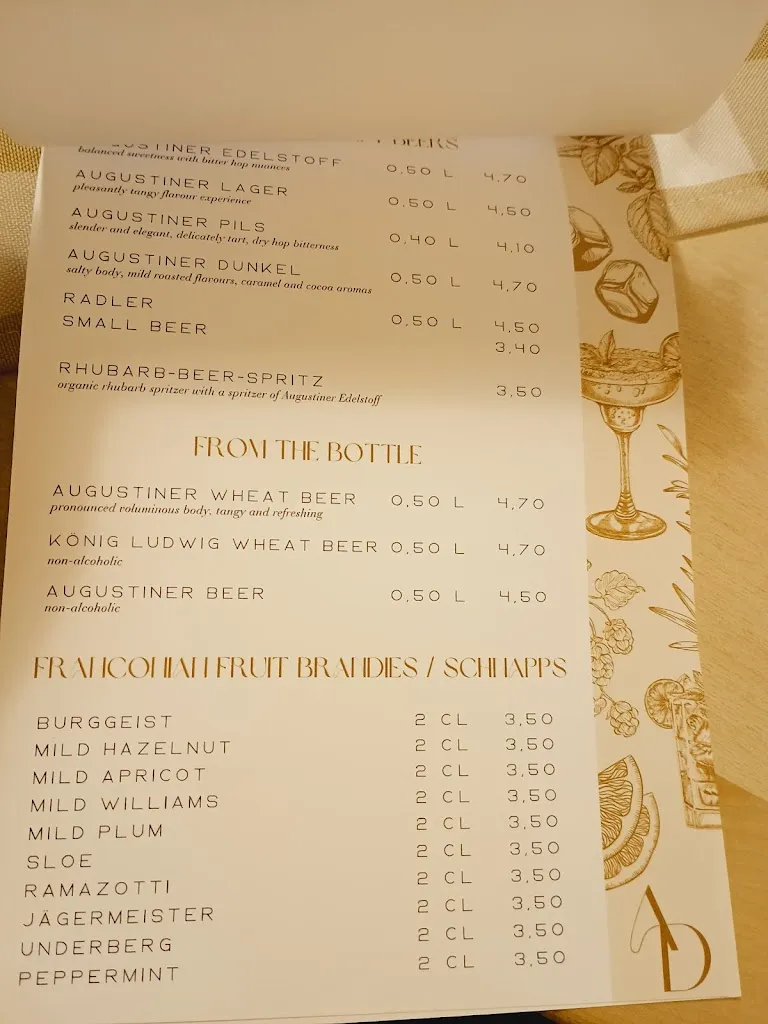 BEERS
EDELSTOFF 0,50 L 4,70
balanced sweetness with bitter hop nuances
AUGUSTINER LAGER 0,50 L 4,50
pleasantly tangy flavour experience
AUGUSTINER PILS 0,40 L 4,10
slender and elegant, delicately tart, dry hop bitterness
AUGUSTINER DUNKEL 0,50 L 4,70
salty body, mild roasted flavours, caramel and cocoa aromas
RADLER 0,50 L 4,50
SMALL BEER 3,40
RHUBARB-BEER-SPRITZ 3,50
organic rhubarb spritzer with a spritzer of Augustiner Edelstoff
FROM THE BOTTLE
AUGUSTINER WHEAT BEER 0,50 L 4,70
pronounced voluminous body, tangy and refreshing
KÖNIG LUDWIG WHEAT BEER 0,50 L 4,70
non-alcoholic
AUGUSTINER BEER 0,50 L 4,50
non-alcoholic
FRANCONIAN FRUIT BRANDIES / SCHNAPPS
BURGGEIST 2 CL 3,50
MILD HAZELNUT 2 CL 3,50
MILD APRICOT 2 CL 3,50
MILD WILLIAMS 2 CL 3,50
MILD PLUM 2 CL 3,50
SLOE 2 CL 3,50
RAMAZOTTI 2 CL 3,50
JÄGERMEISTER 2 CL 3,50
UNDERBERG 2 CL 3,50
PEPPERMINT 2 CL 3,50
AD